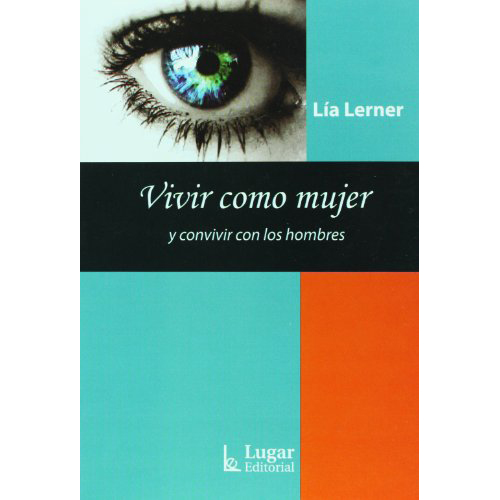 Lía Lerner
Vivir como mujer
y convivir con los hombres
Lugar
Editorial